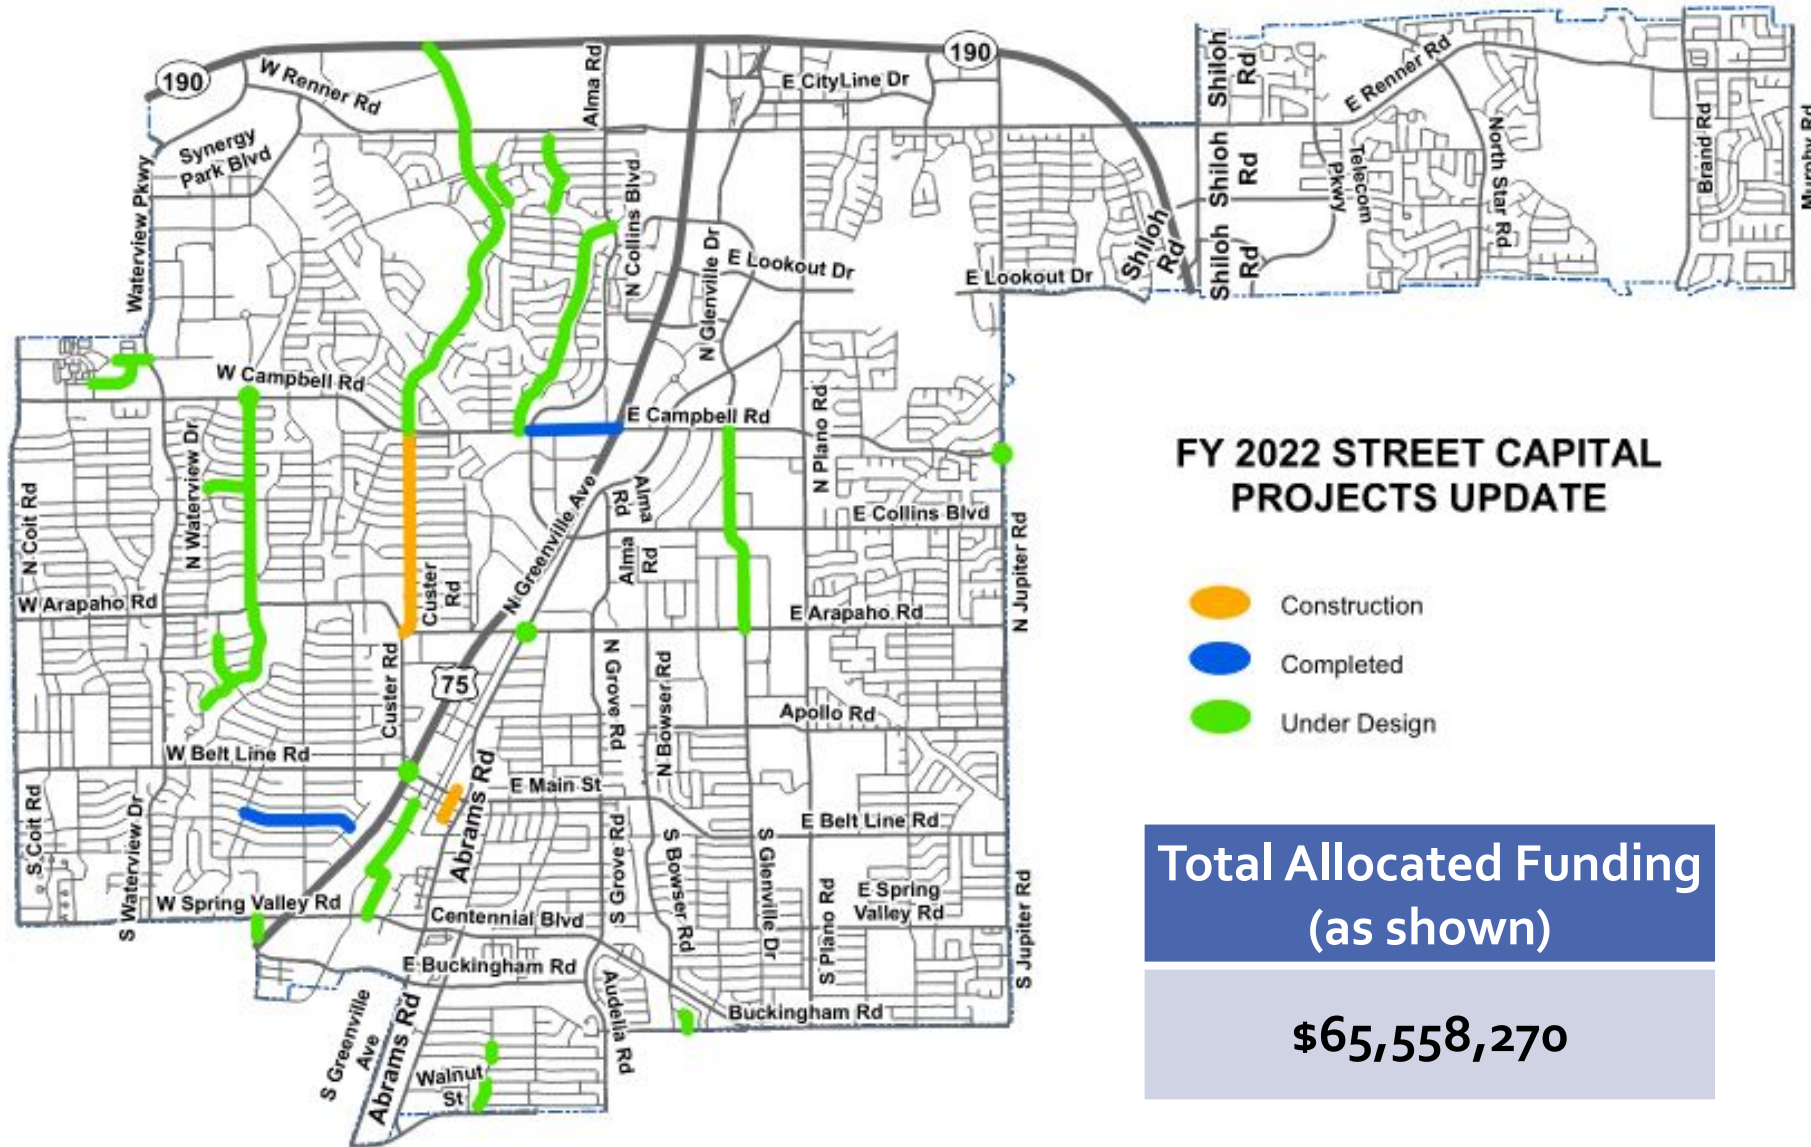 190
W Renner Rd
Alma Rd
E CityLine Dr
190
Shiloh
Rd
E Renner Rd
Synergy
Park Blvd
Waterview Pkwy
N Collins Blvd
Shiloh
Rd
Telecom
Pkwy
North Star Rd
Brand Rd
Murphy Rd
N Glenville Dr
E Lookout Dr
E Lookout Dr
Shiloh
Rd
Shiloh
Rd
W Campbell Rd
E Campbell Rd
N Plano Rd
N Coit Rd
N Waterview Dr
N Greenville Ave
Alma
Rd
E Collins Blvd
Alma
Rd
N Jupiter Rd
W Arapaho Rd
Custer
Rd
E Arapaho Rd
Custer Rd
75
N Grove Rd
N Bowser Rd
Apollo Rd
W Belt Line Rd
Abrams Rd
E Main St
E Belt Line Rd
S Coit Rd
S Waterview Dr
S Grove Rd
S Bowser Rd
S Glenville Dr
S Plano Rd
E Spring
Valley Rd
S Jupiter Rd
W Spring Valley Rd
Centennial Blvd
E Buckingham Rd
Audelia Rd
Buckingham Rd
S Greenville
Ave
Abrams Rd
Walnut
St
FY 2022 STREET CAPITAL
PROJECTS UPDATE
Construction
Completed
Under Design
Total Allocated Funding
(as shown)
$65,558,270